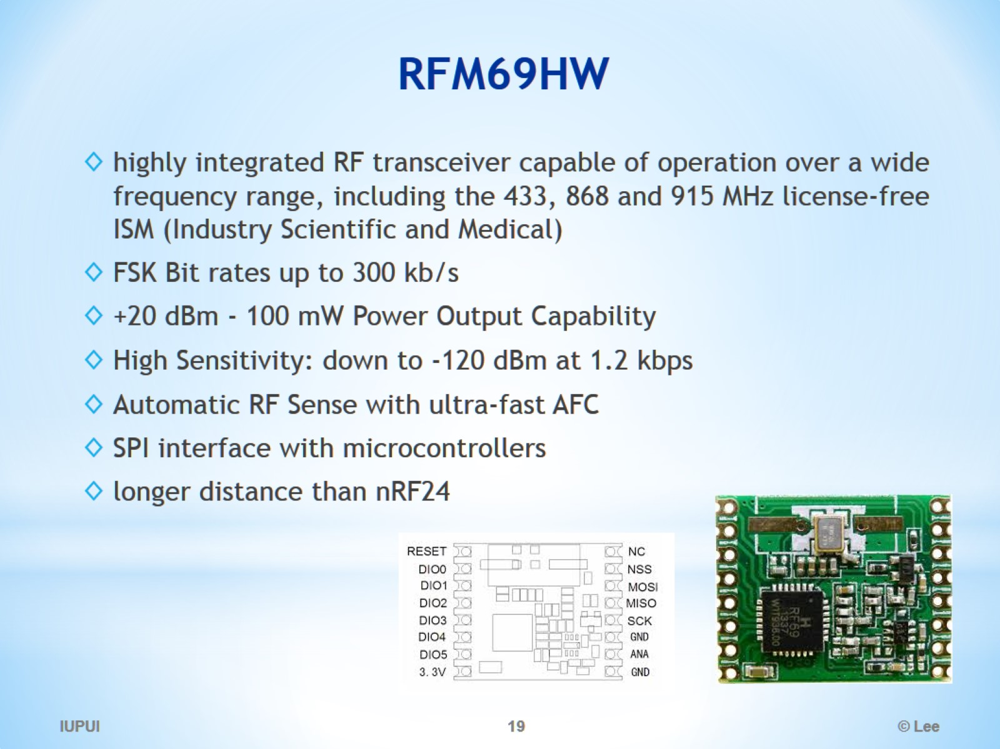 RFM69HW
◇ highly integrated RF transceiver capable of operation over a wide
frequency range, including the 433, 868 and 915 MHz license-free
ISM (Industry Scientific and Medical)
◇ FSK Bit rates up to 300 kb/s
◇ +20 dBm - 100 mW Power Output Capability
◇ High Sensitivity: down to -120 dBm at 1.2 kbps
◇ Automatic RF Sense with ultra-fast AFC
◇ SPI interface with microcontrollers
◇ longer distance than nRF24
RESET
DIO0
DIO1
DIO2
DIO3
DIO4
DIO5
3.3V
NC
NSS
MOSI
MISO
SCK
GND
ANA
GND
H
RF69
IUPUI
19
© Lee